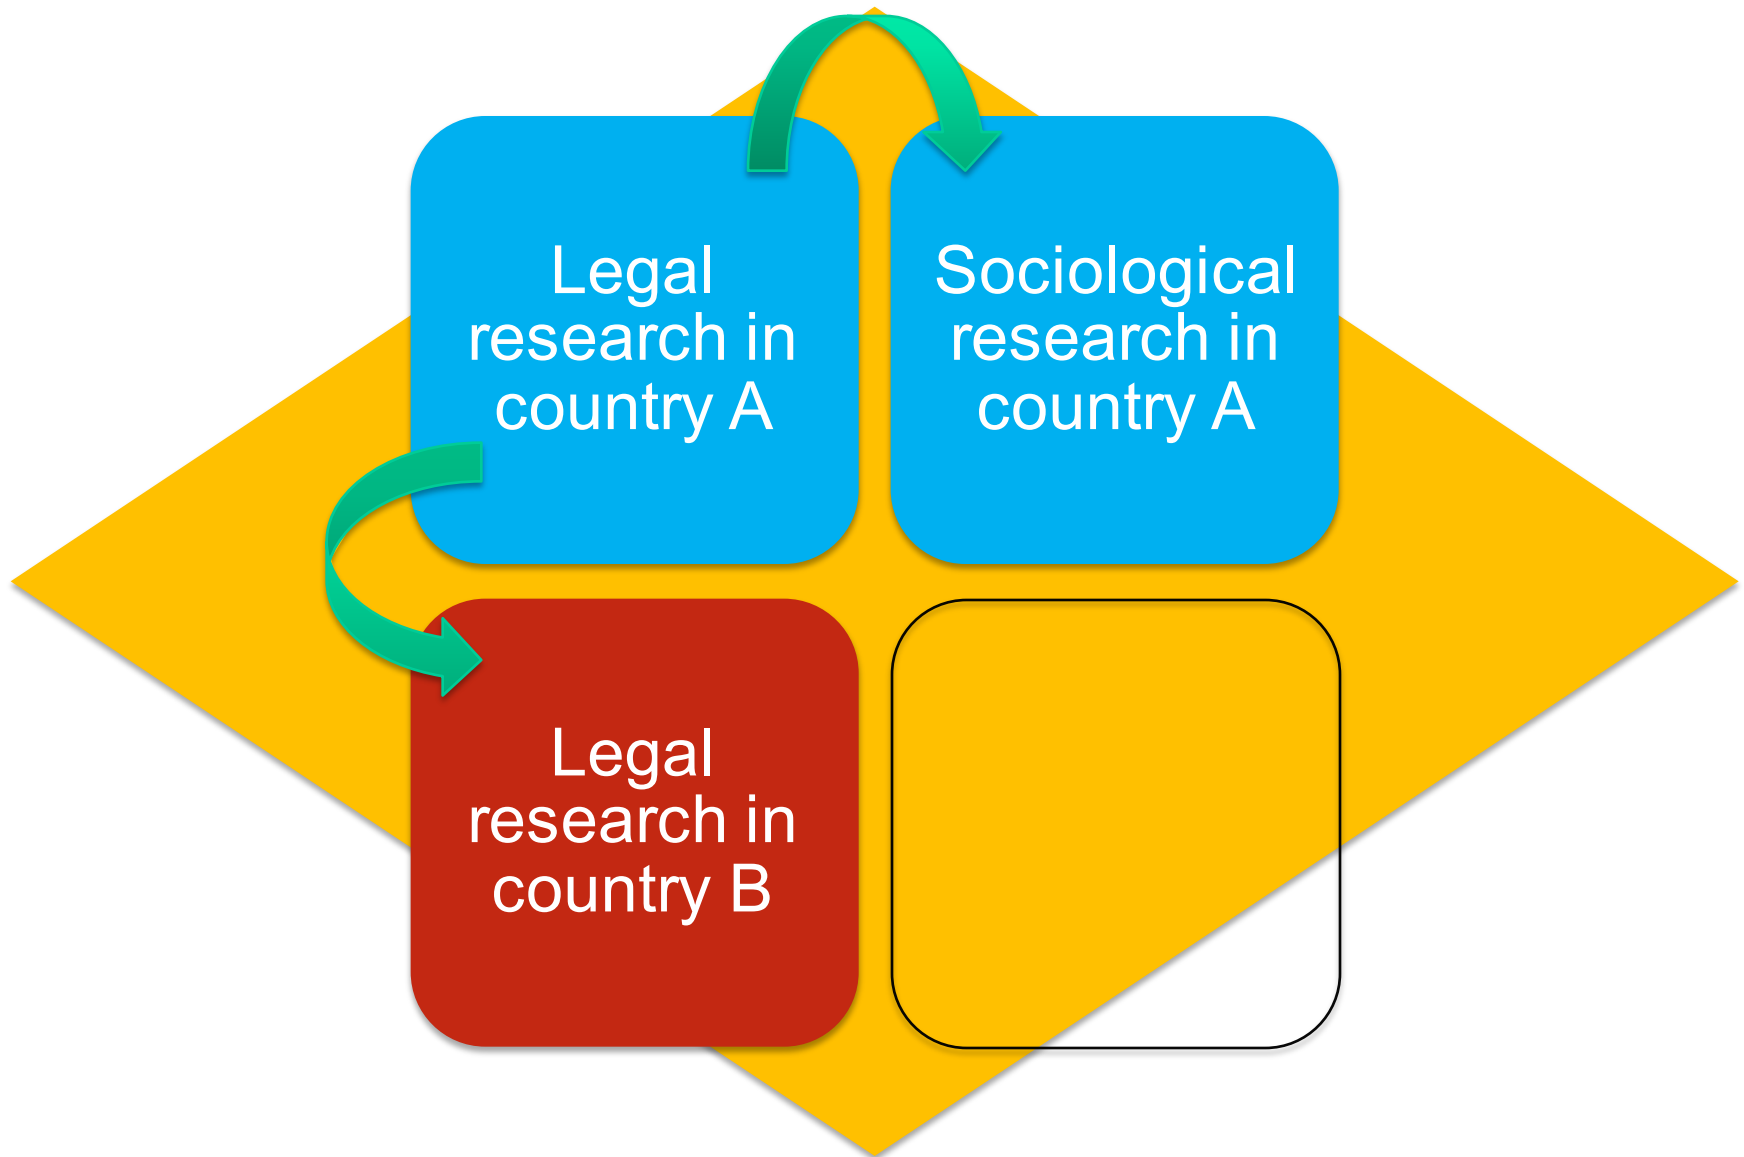 Legal
research in
country A
Sociological
research in
country A
Legal
research in
country B